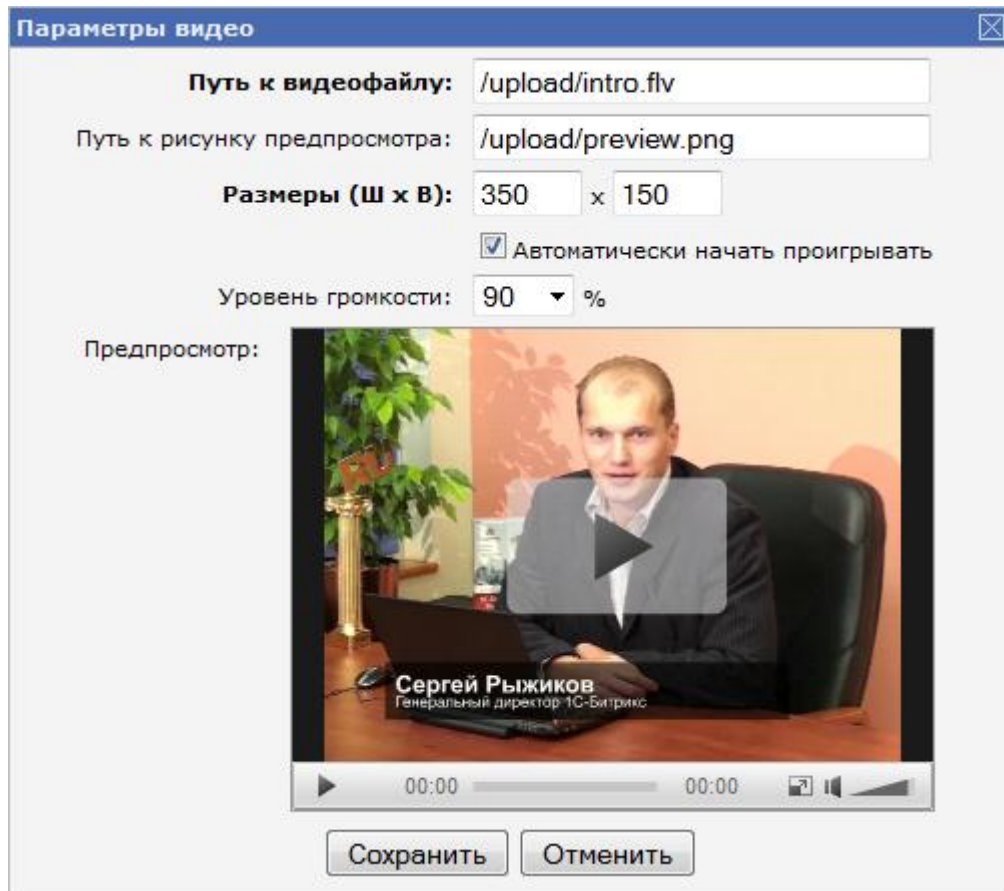 Параметры видео
Путь к видеофайлу: /upload/intro.flv
Путь к рисунку предпросмотра: /upload/preview.png
Размеры (Ш х В): 350 x 150
Автоматически начать проигрывать
Уровень громкости: 90 %
Предпросмотр:
RU
Сергей Рыжиков
Генеральный директор 1С-Битрикс
00:00 00:00
Сохранить Отменить